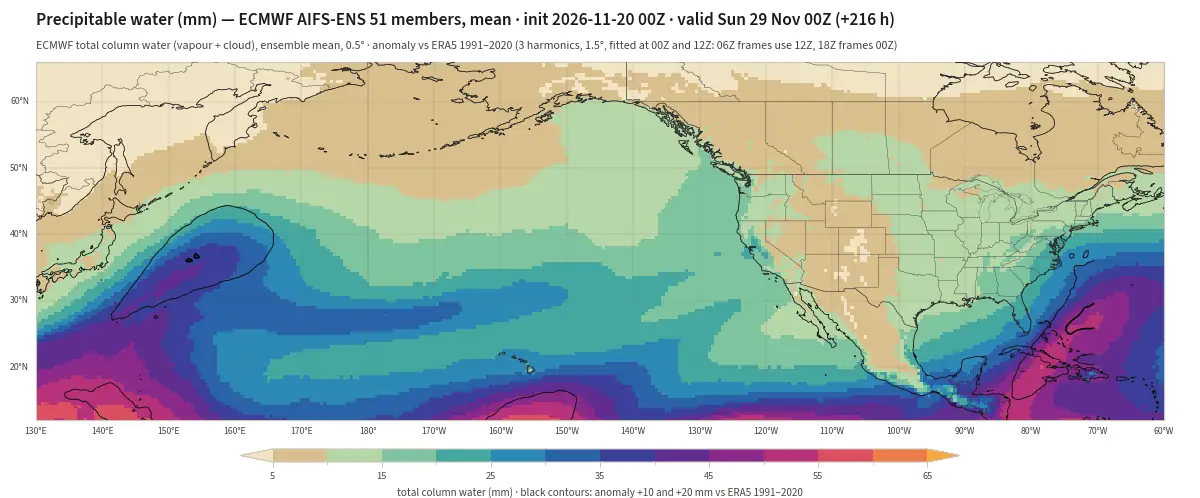 Precipitable water (mm) — ECMWF AIFS-ENS 51 members, mean · init 2026-11-20 00Z · valid Sun 29 Nov 00Z (+216 h)
ECMWF total column water (vapour + cloud), ensemble mean, 0.5° · anomaly vs ERA5 1991–2020 (3 harmonics, 1.5°, fitted at 00Z and 12Z: 06Z frames use 12Z, 18Z frames 00Z)
60°N
50°N
40°N
30°N
20°N
130°E 140°E 150°E 160°E 170°E 180° 170°W 160°W 150°W 140°W 130°W 120°W 110°W 100°W 90°W 80°W 70°W 60°W
5 15 25 35 45 55 65
total column water (mm) · black contours: anomaly +10 and +20 mm vs ERA5 1991–2020